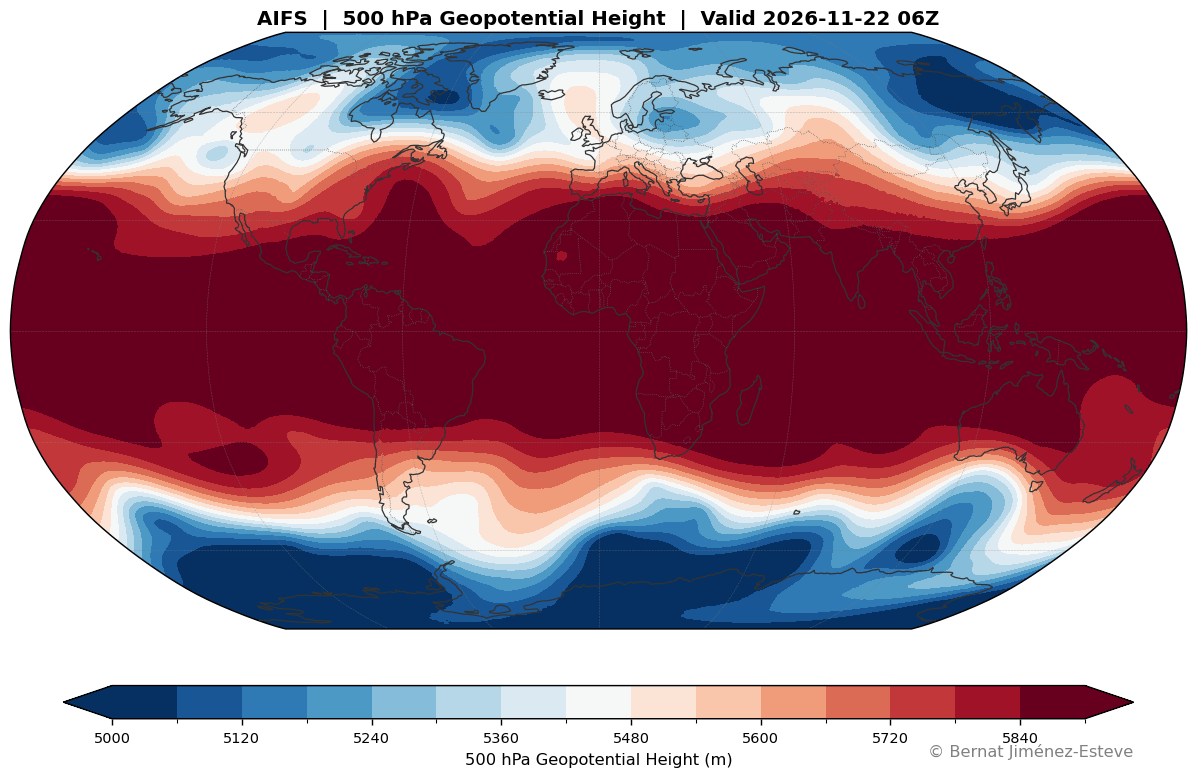 AIFS | 500 hPa Geopotential Height | Valid 2026-11-22 06Z
5000 5120 5240 5360 5480 5600 5720 5840
500 hPa Geopotential Height (m)
© Bernat Jiménez-Esteve